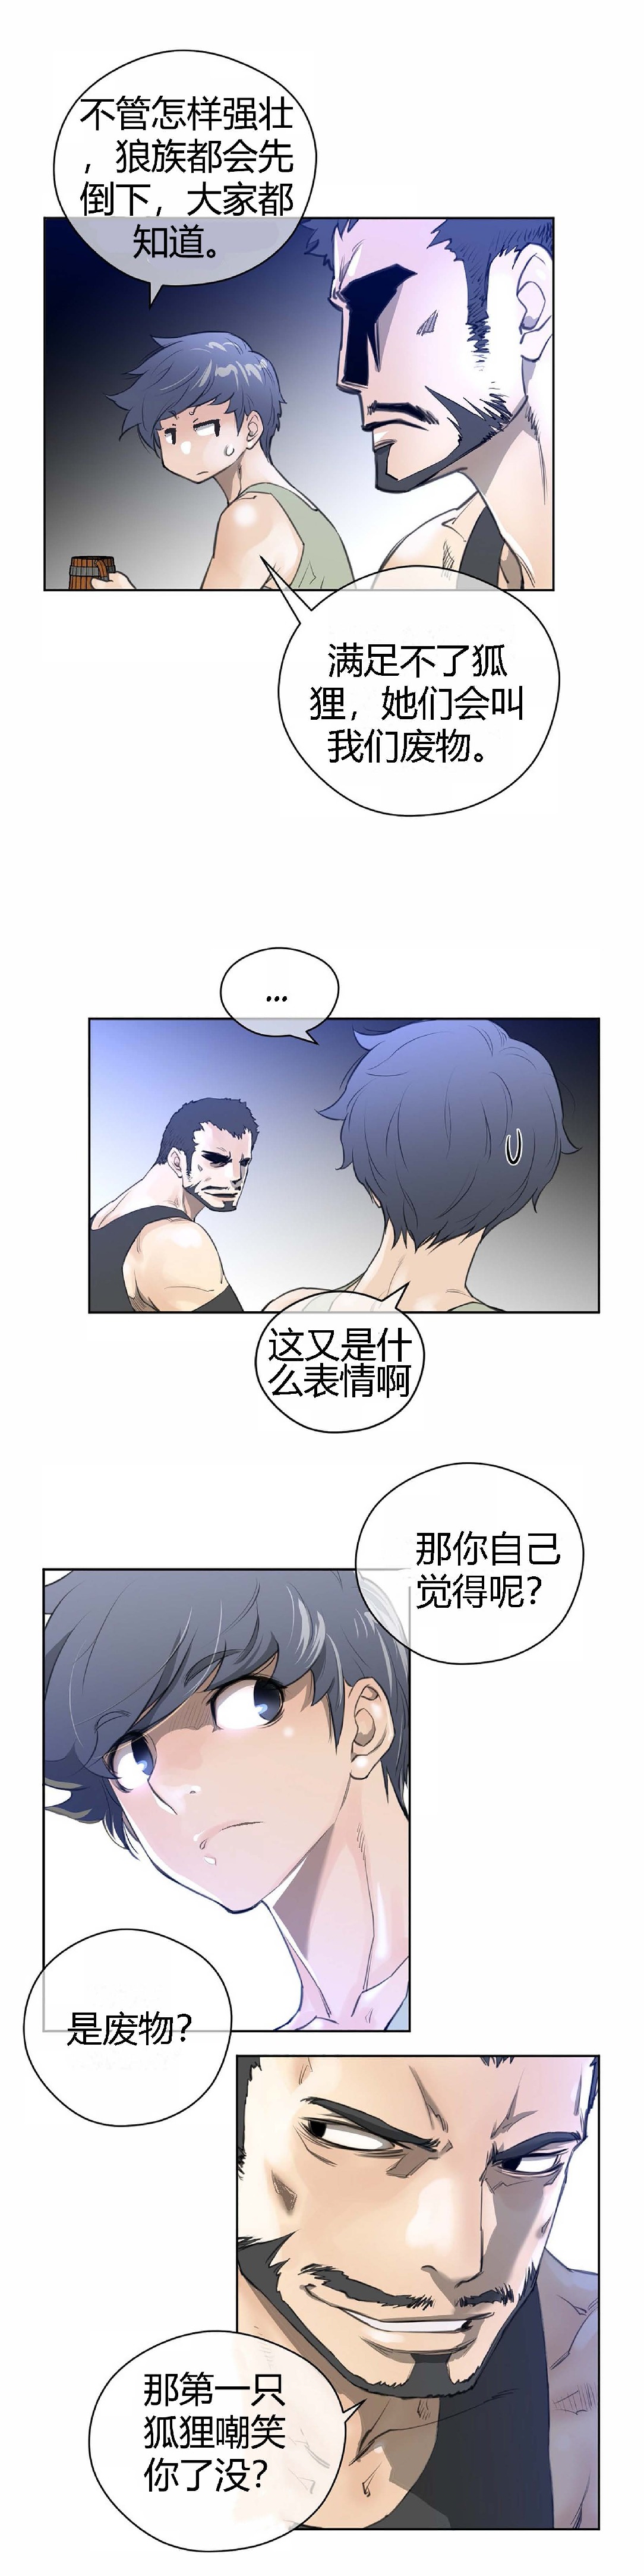 不管怎样强壮
，狼族都会先
倒下，大家都
知道。
满足不了狐
狸，她们会叫
我们废物。
...
这又是什
么表情啊
那你自己
觉得呢？
是废物？
那第一只
狐狸嘲笑
你了没？